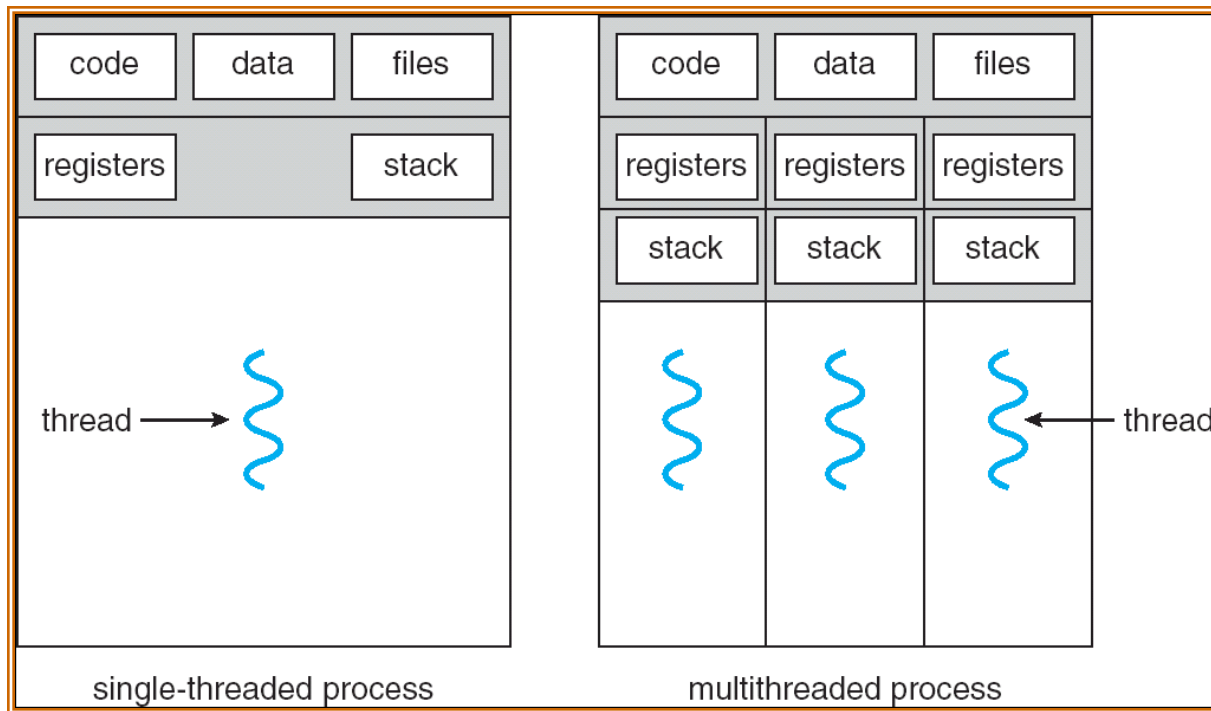 code data files
registers stack
thread
single-threaded process
code data files
registers registers registers
stack stack stack
thread
multithreaded process